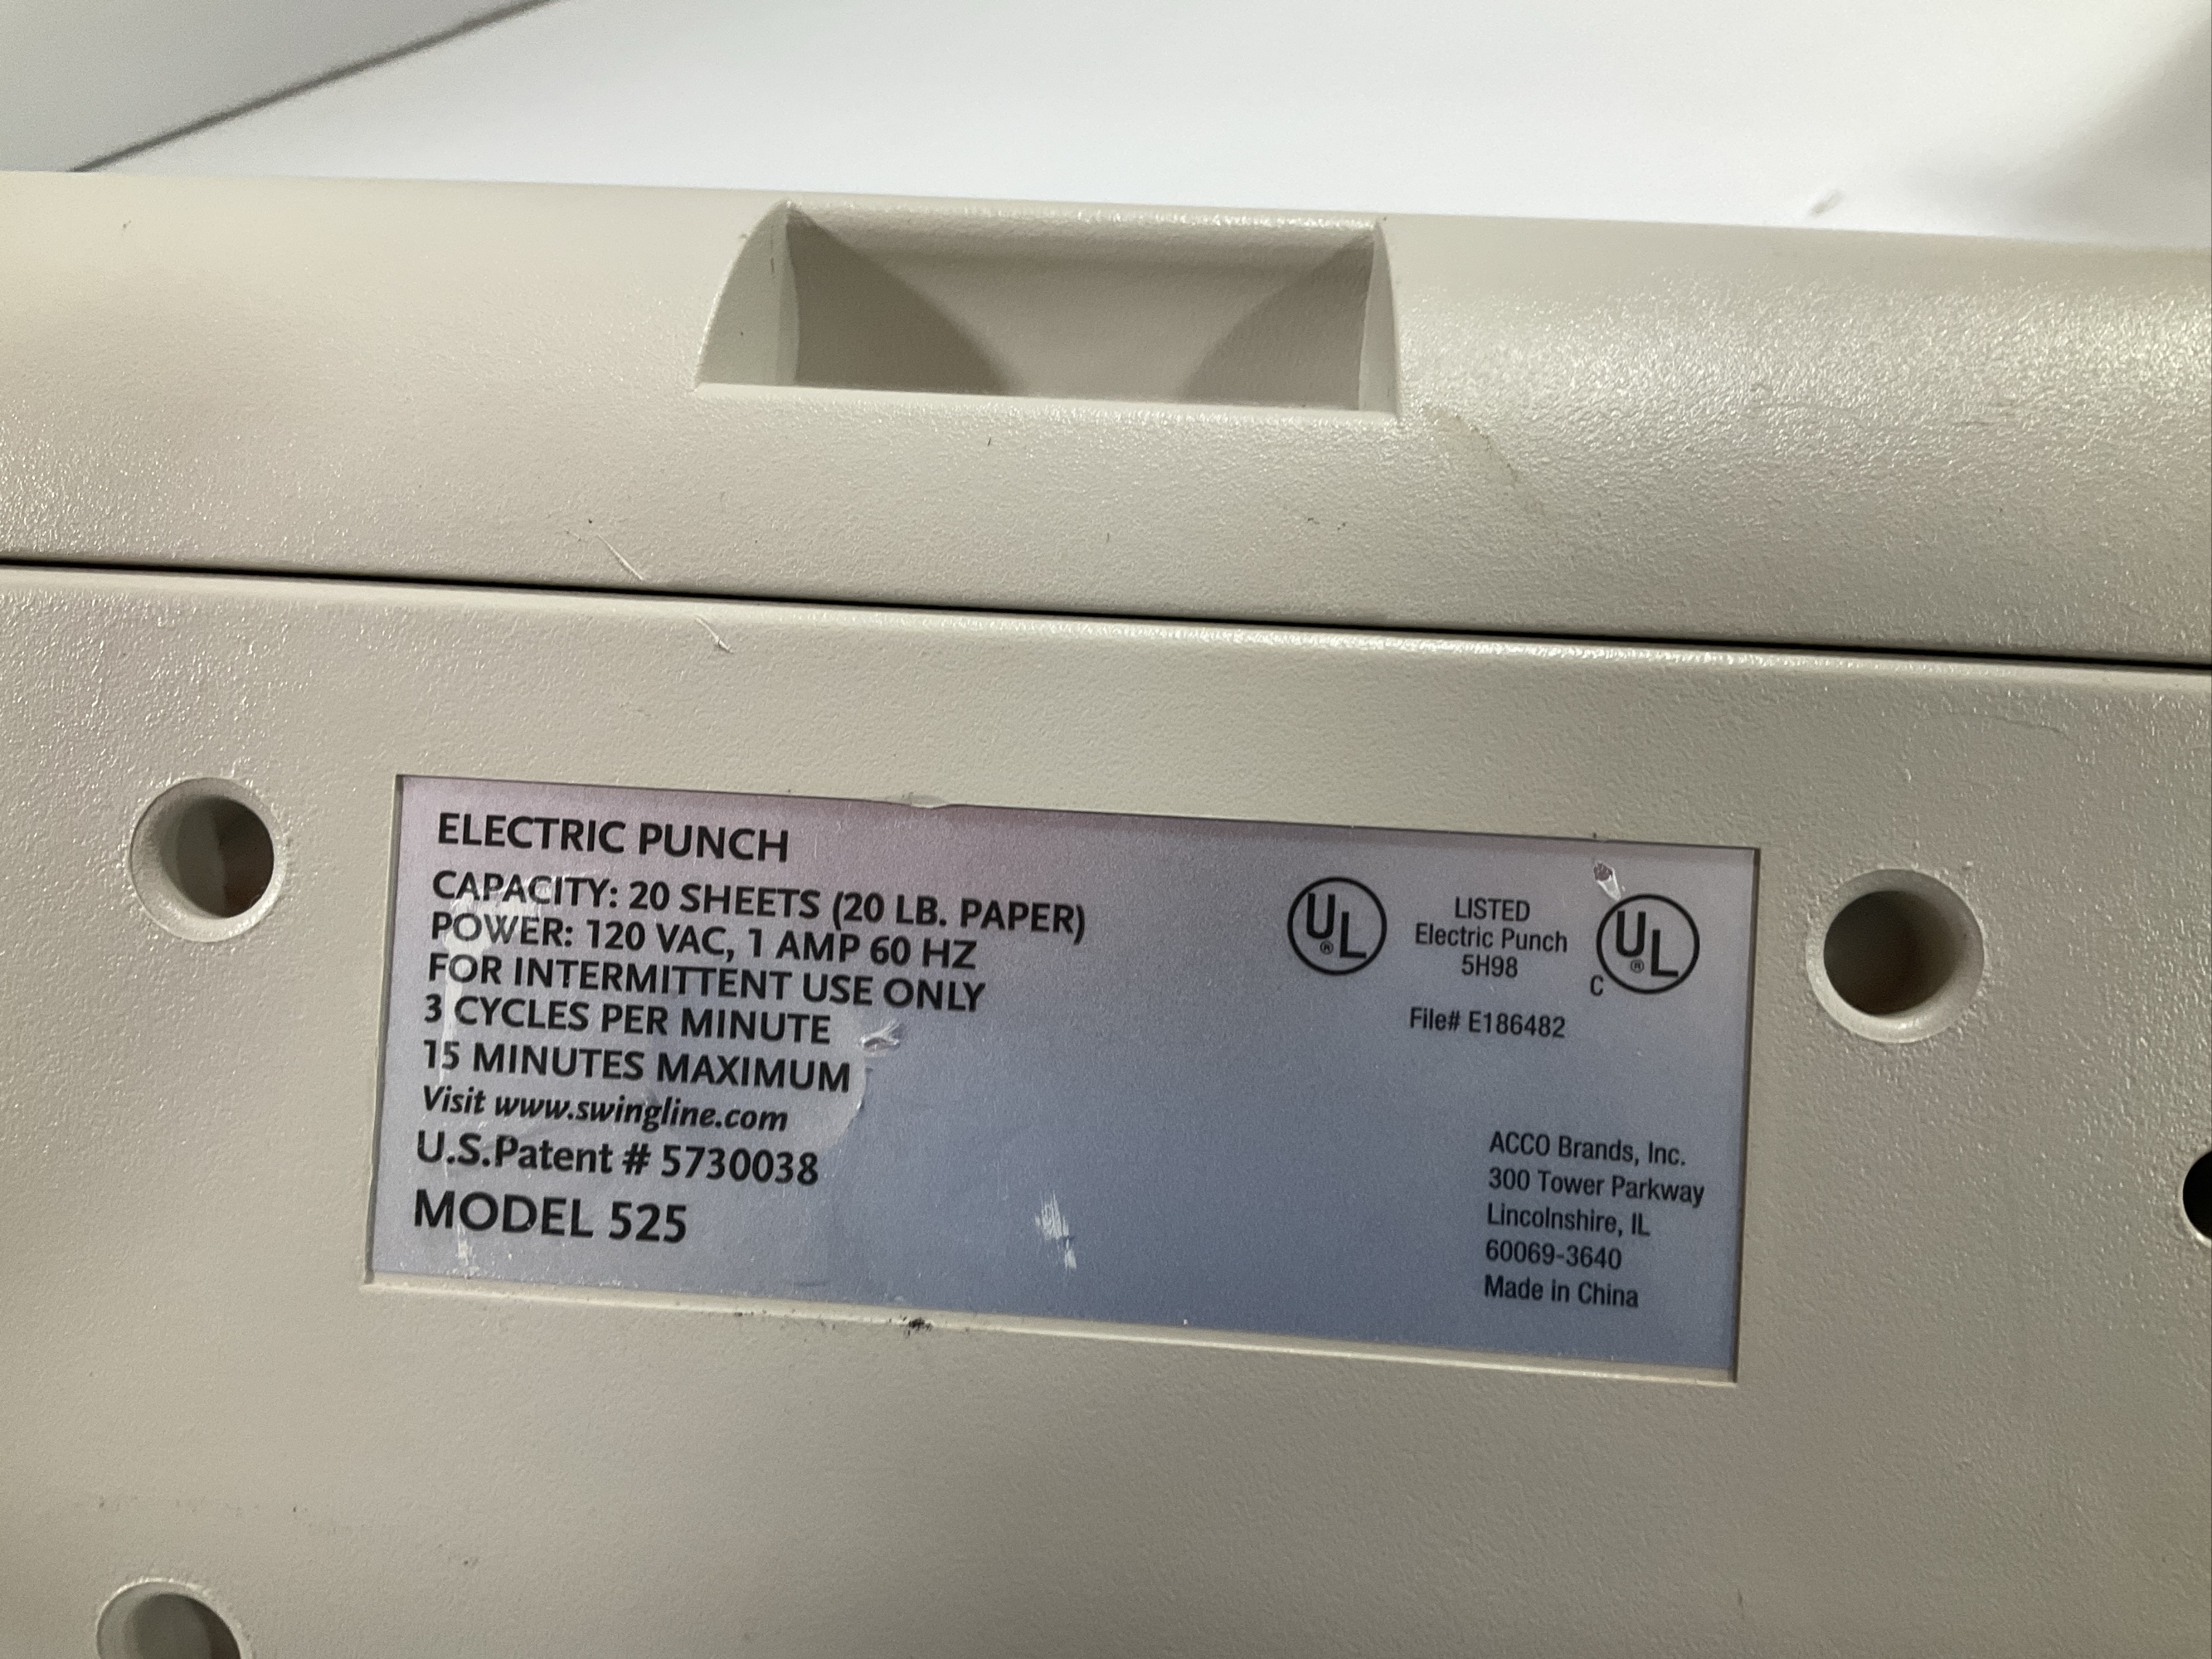 ELECTRIC PUNCH
CAPACITY: 20 SHEETS (20 LB. PAPER)
POWER: 120 VAC, 1 AMP 60 HZ
FOR INTERMITTENT USE ONLY
3 CYCLES PER MINUTE
15 MINUTES MAXIMUM
Visit www.swingline.com
U.S.Patent # 5730038
MODEL 525
UL®
LISTED
Electric Punch
5H98
C UL®
File# E186482
ACCO Brands, Inc.
300 Tower Parkway
Lincolnshire, IL
60069-3640
Made in China